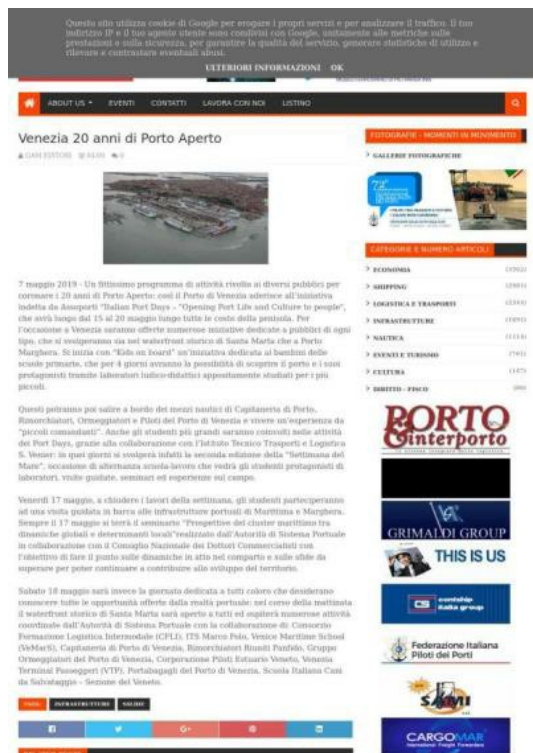 Questo sito utilizza cookie di Google per erogare i propri servizi e per analizzare il traffico. Il tuo
indirizzo IP e il tuo agente utente sono condivisi con Google, unitamente alle metriche sulle
prestazioni e sulla sicurezza, per garantire la qualità del servizio, generare statistiche di utilizzo e
rilevare e contrastare eventuali abusi.
ULTERIORI INFORMAZIONI OK
ABOUT US EVENTI CONTATTI LAVORA CON NOI LISTINO
Venezia 20 anni di Porto Aperto
7 maggio 2019 - Un fittissimo programma di attività rivolto ai diversi pubblici per
coronare i 20 anni di Porto Aperto: così il Porto di Venezia aderisce all'iniziativa
indetta da Assoporti "Italian Port Days – "Opening Port Life and Culture to people",
che avrà luogo dal 15 al 20 maggio lungo tutte le coste della penisola. Per
l'occasione a Venezia saranno offerte numerose iniziative dedicate a pubblici di ogni
tipo, che si svolgeranno sia nel waterfront storico di Santa Marta che a Porto
Marghera. Si inizia con "Kids on board" un'iniziativa dedicata ai bambini delle
scuole primarie, che per 4 giorni avranno la possibilità di scoprire il porto e i suoi
protagonisti tramite laboratori ludico-didattici appositamente studiati per i più
piccoli.
Questi potranno poi salire a bordo dei mezzi nautici di Capitaneria di Porto,
Rimorchiatori, Ormeggiatori e Piloti del Porto di Venezia e vivere un'esperienza da
"piccoli comandanti". Anche gli studenti più grandi saranno coinvolti nelle attività
dei Port Days, grazie alla collaborazione con l'Istituto Tecnico Trasporti e Logistica
S. Venier: in quei giorni si svolgerà infatti la seconda edizione della "Settimana del
Mare", occasione di alternanza scuola-lavoro che vedrà gli studenti protagonisti di
laboratori, visite guidate, seminari ed esperienze sul campo.
Venerdì 17 maggio, a chiudere i lavori della settimana, gli studenti parteciperanno
ad una visita guidata in barca alle infrastrutture portuali di Marittima e Marghera.
Sempre il 17 maggio si terrà il seminario "Prospettive del cluster marittimo tra
dinamiche globali e determinanti locali"realizzato dall'Autorità di Sistema Portuale
in collaborazione con il Consiglio Nazionale dei Dottori Commercialisti con
l'obiettivo di fare il punto sulle dinamiche in atto nel comparto e sulle sfide da
superare per poter continuare a contribuire allo sviluppo del territorio.
Sabato 18 maggio sarà invece la giornata dedicata a tutti coloro che desiderano
conoscere tutte le opportunità offerte dalla realtà portuale: nel corso della mattinata
il waterfront storico di Santa Marta sarà aperto a tutti ed ospiterà numerose attività
coordinate dall'Autorità di Sistema Portuale con la collaborazione di: Consorzio
Formazione Logistica Intermodale (CFLI), ITS Marco Polo, Venice Maritime School
(VeMarS), Capitaneria di Porto di Venezia, Rimorchiatori Riuniti Panfido, Gruppo
Ormeggiatori del Porto di Venezia, Corporazione Piloti Estuario Veneto, Venezia
Terminal Passeggeri (VTP), Portabagagli del Porto di Venezia, Scuola Italiana Cani
da Salvataggio – Sezione del Veneto.
TAGS: INFRASTRUTTURE SALUTE
FOTOGRAFIE - MOMENTI IN MOVIMENTO
GALLERIE FOTOGRAFICHE
CATEGORIE E NUMERO ARTICOLI
ECONOMIA
SHIPPING
LOGISTICA E TRASPORTI
INFRASTRUTTURE
NAUTICA
EVENTI E TURISMO
CULTURA
DIRITTO - FISCO
PORTO
&interporto
GRIMALDI GROUP
THIS IS US
CS contship
italia group
Federazione Italiana
Piloti dei Porti
SAIMI
CARGOMAR
International Freight Forwarders